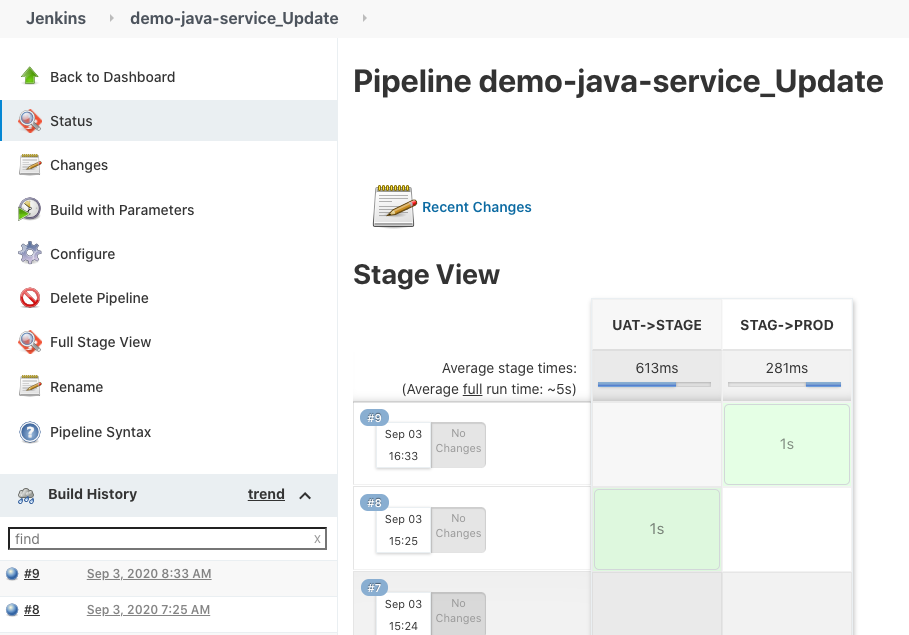 Jenkins demo-java-service_Update
Back to Dashboard
Status
Changes
Build with Parameters
Configure
Delete Pipeline
Full Stage View
Rename
Pipeline Syntax
Build History trend
find x
#9 Sep 3, 2020 8:33 AM
#8 Sep 3, 2020 7:25 AM
Pipeline demo-java-service_Update
Recent Changes
Stage View
UAT->STAGE STAG->PROD
Average stage times: 613ms 281ms
(Average full run time: ~5s)
#9
Sep 03 No
Changes
16:33
1s
#8
Sep 03 No
Changes
15:25
1s
#7
Sep 03 No
Changes
15:24